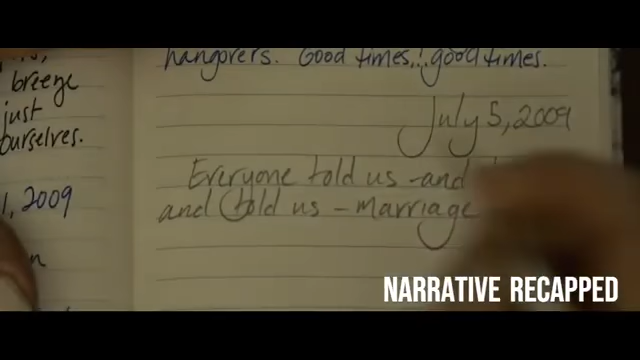 breeze
just
ourselves.
1, 2009
hangovers. Good times... good times.
July 5, 2009
Everyone told us - and
and told us - marriage
NARRATIVE RECAPPED